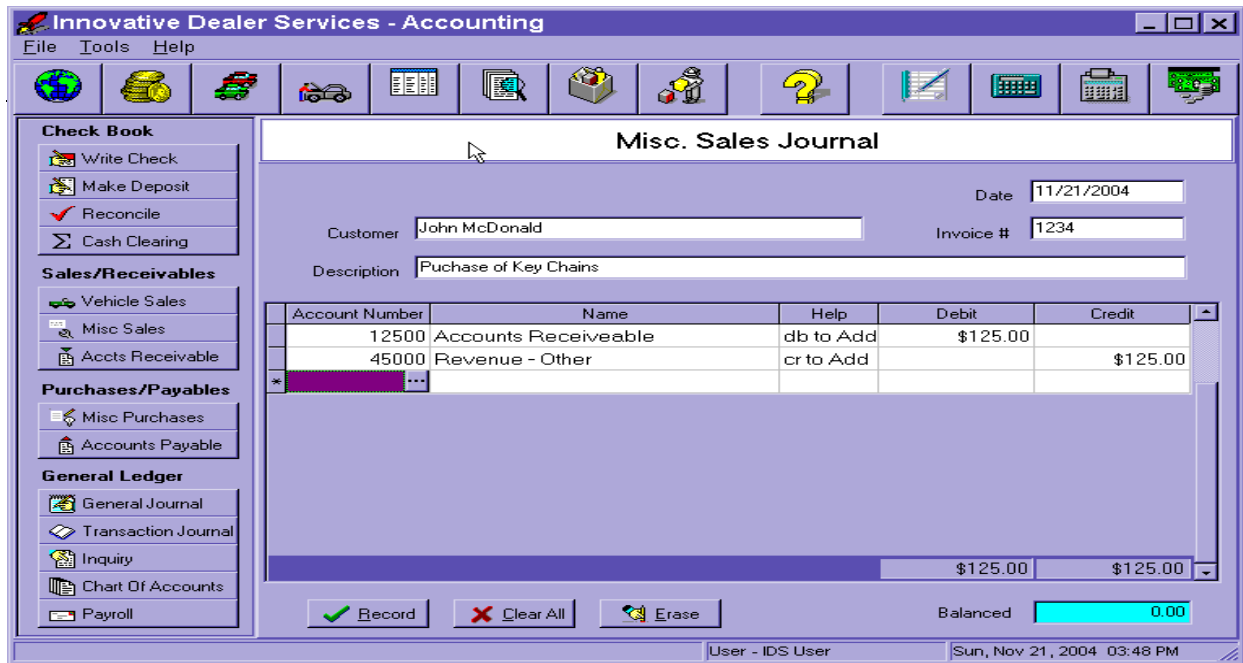 Innovative Dealer Services - Accounting
File Tools Help
Check Book
Write Check
Make Deposit
Reconcile
Cash Clearing
Sales/Receivables
Vehicle Sales
Misc Sales
Accts Receivable
Purchases/Payables
Misc Purchases
Accounts Payable
General Ledger
General Journal
Transaction Journal
Inquiry
Chart Of Accounts
Payroll
Misc. Sales Journal
Date 11/21/2004
Customer John McDonald Invoice # 1234
Description Puchase of Key Chains
Account Number Name Help Debit Credit
12500 Accounts Receiveable db to Add $125.00
45000 Revenue - Other cr to Add $125.00
* ...
$125.00 $125.00
Record Clear All Erase Balanced 0.00
User - IDS User Sun, Nov 21, 2004 03:48 PM